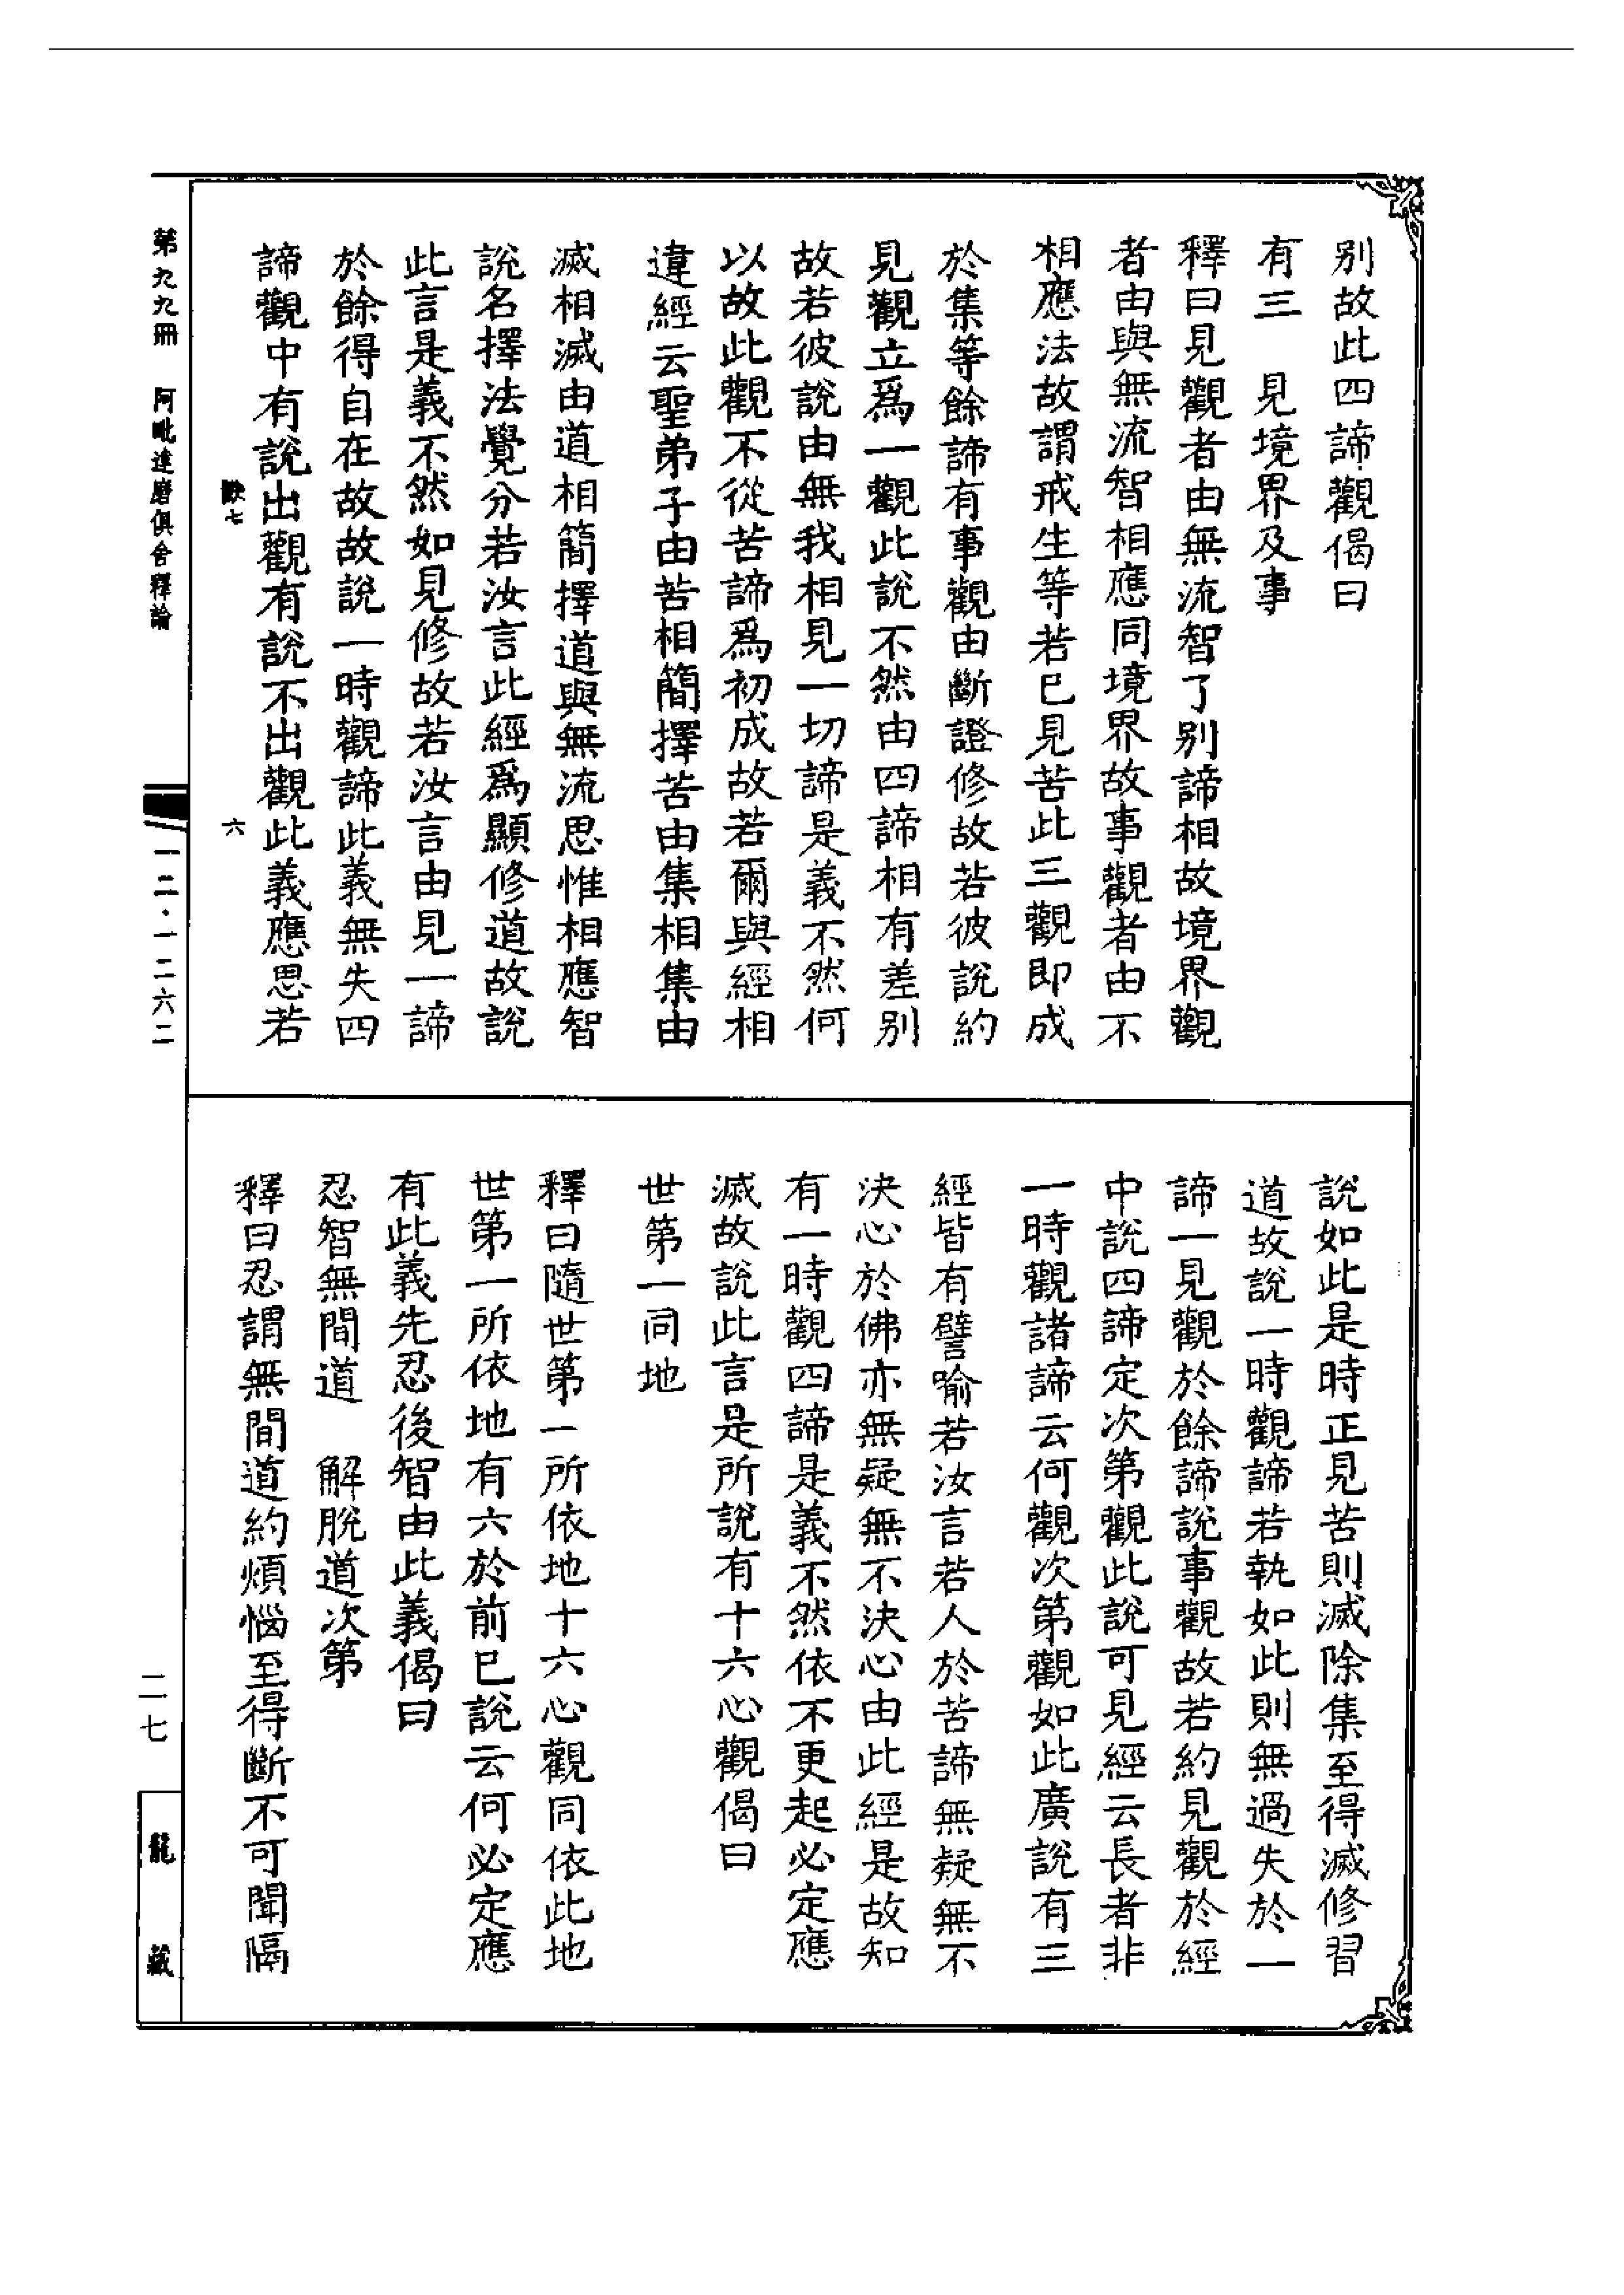 別故此四諦觀偈曰
有三　見境界及事
釋曰見觀者由無流智了別諦相故境界觀
者由與無流智相應同境界故事觀者由不
相應法故謂戒生等若已見苦此三觀即成
於集等餘諦有事觀由斷證修故若彼說約
見觀立爲一觀此說不然由四諦相有差別
故若彼說由無我相見一切諦是義不然何
以故此觀不從苦諦爲初成故若爾與經相
違經云聖弟子由苦相簡擇苦由集相集由
滅相滅由道相簡擇道與無流思惟相應智
說名擇法覺分若汝言此經爲顯修道故說
此言是義不然如見修故若汝言由見一諦
於餘得自在故故說一時觀諦此義無失四
諦觀中有說出觀有說不出觀此義應思若
六
說如此是時正見苦則滅除集至得滅修習
道故說一時觀諦若執如此則無過失於一
諦一見觀於餘諦說事觀故若約見觀於經
中說四諦定次第觀此說可見經云長者非
一時觀諸諦云何觀次第觀如此廣說有三
經皆有譬喻若汝言若人於苦諦無疑無不
決心於佛亦無疑無不決心由此經是故知
有一時觀四諦是義不然依不更起必定應
滅故說此言是所說有十六心觀偈曰
世第一同地
釋曰隨世第一所依地十六心觀同依此地
世第一所依地有六於前已說云何必定應
有此義先忍後智由此義偈曰
忍智無間道　解脫道次第
釋曰忍謂無間道約煩惱至得斷不可聞隔
第九九冊　阿毗達磨俱舍釋論
一二·一二六二
二七
龍藏